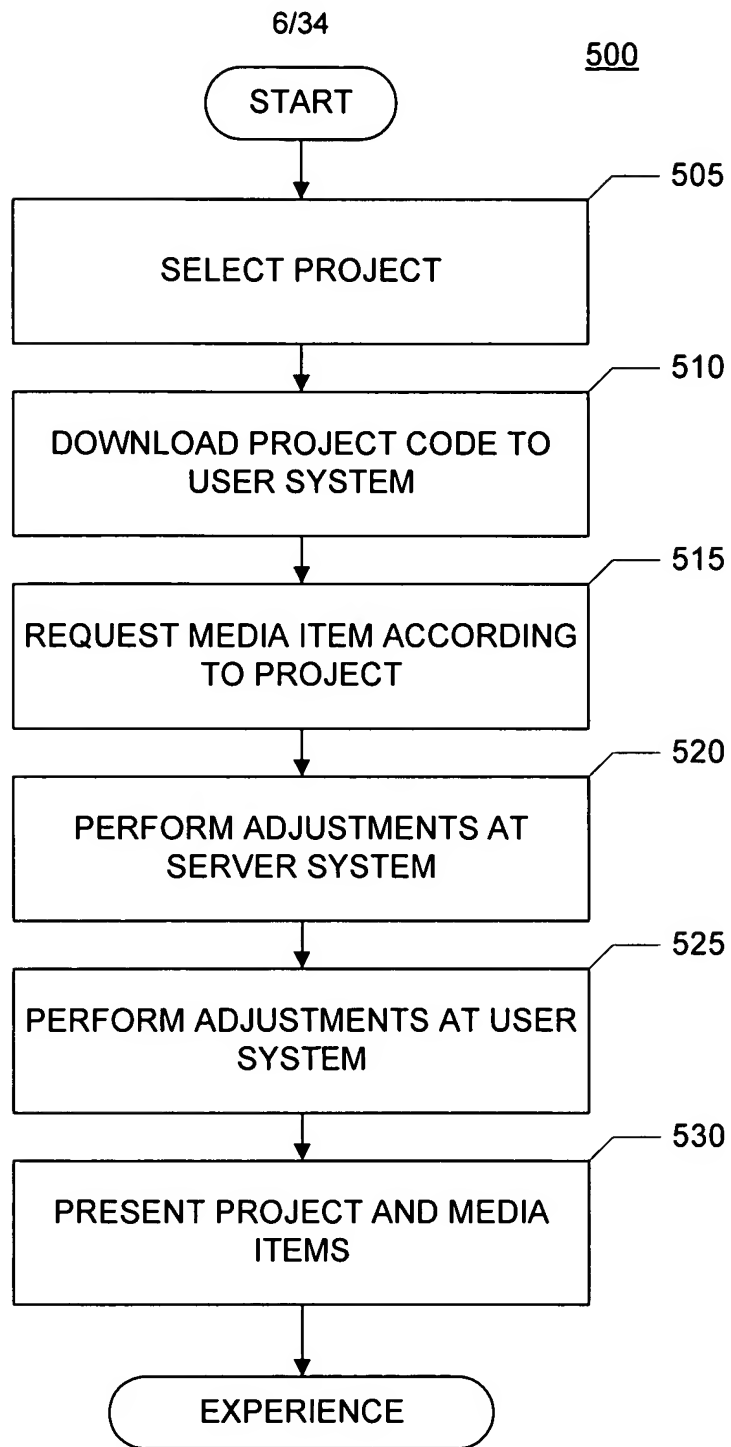 6/34
500
START
505
SELECT PROJECT
510
DOWNLOAD PROJECT CODE TO
USER SYSTEM
515
REQUEST MEDIA ITEM ACCORDING
TO PROJECT
520
PERFORM ADJUSTMENTS AT
SERVER SYSTEM
525
PERFORM ADJUSTMENTS AT USER
SYSTEM
530
PRESENT PROJECT AND MEDIA
ITEMS
EXPERIENCE